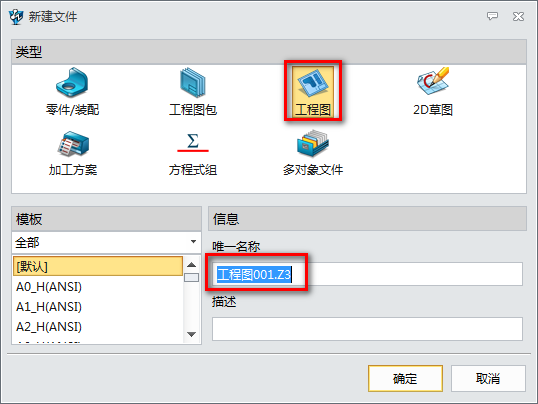 新建文件
类型
零件/装配
工程图包
工程图
2D草图
加工方案
方程式组
多对象文件
模板
全部
[默认]
A0_H(ANSI)
A1_H(ANSI)
A2_H(ANSI)
信息
唯一名称
工程图001.Z3
描述
确定
取消